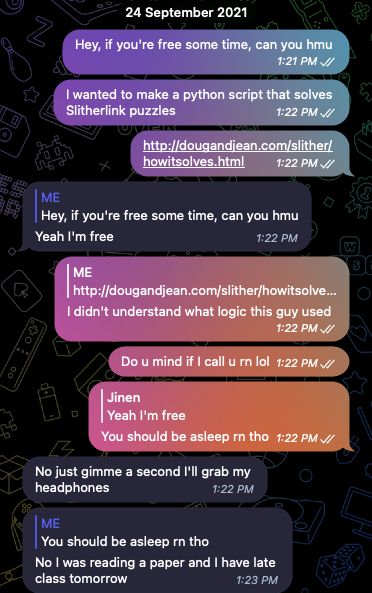 24 September 2021
Hey, if you're free some time, can you hmu
1:21 PM
I wanted to make a python script that solves
Slitherlink puzzles
1:22 PM
http://dougandjean.com/slither/
howitsolves.html
1:22 PM
ME
Hey, if you're free some time, can you hmu
Yeah I'm free
1:22 PM
ME
http://dougandjean.com/slither/howitsolve...
I didn't understand what logic this guy used
1:22 PM
Do u mind if I call u rn lol 1:22 PM
Jinen
Yeah I'm free
You should be asleep rn tho 1:22 PM
No just gimme a second I'll grab my
headphones
1:22 PM
ME
You should be asleep rn tho
No I was reading a paper and I have late
class tomorrow
1:23 PM